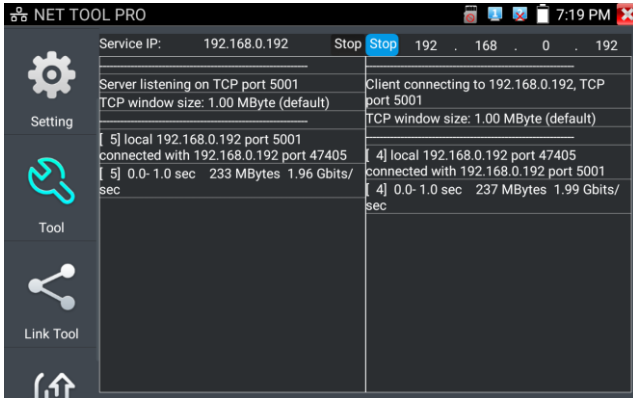 NET TOOL PRO
7:19 PM
Setting
Tool
Link Tool
Service IP: 192.168.0.192 Stop
Server listening on TCP port 5001
TCP window size: 1.00 MByte (default)
[ 5] local 192.168.0.192 port 5001
connected with 192.168.0.192 port 47405
[ 5] 0.0- 1.0 sec 233 MBytes 1.96 Gbits/
sec
Stop 192 . 168 . 0 . 192
Client connecting to 192.168.0.192, TCP
port 5001
TCP window size: 1.00 MByte (default)
[ 4] local 192.168.0.192 port 47405
connected with 192.168.0.192 port 5001
[ 4] 0.0- 1.0 sec 237 MBytes 1.99 Gbits/
sec